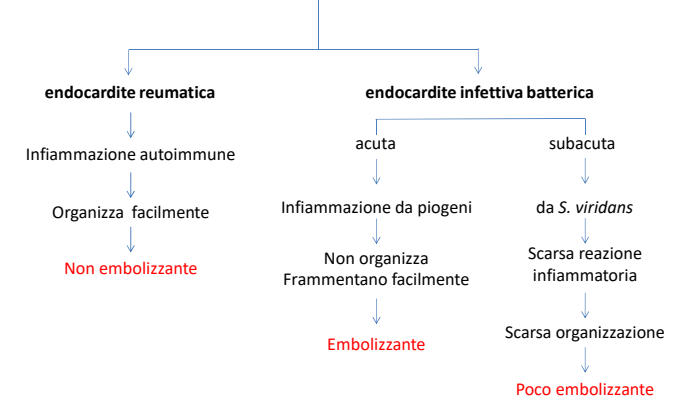 endocardite reumatica
Infiammazione autoimmune
Organizza facilmente
Non embolizzante
endocardite infettiva batterica
acuta
Infiammazione da piogeni
Non organizza
Frammentano facilmente
Embolizzante
subacuta
da S. viridans
Scarsa reazione
infiammatoria
Scarsa organizzazione
Poco embolizzante